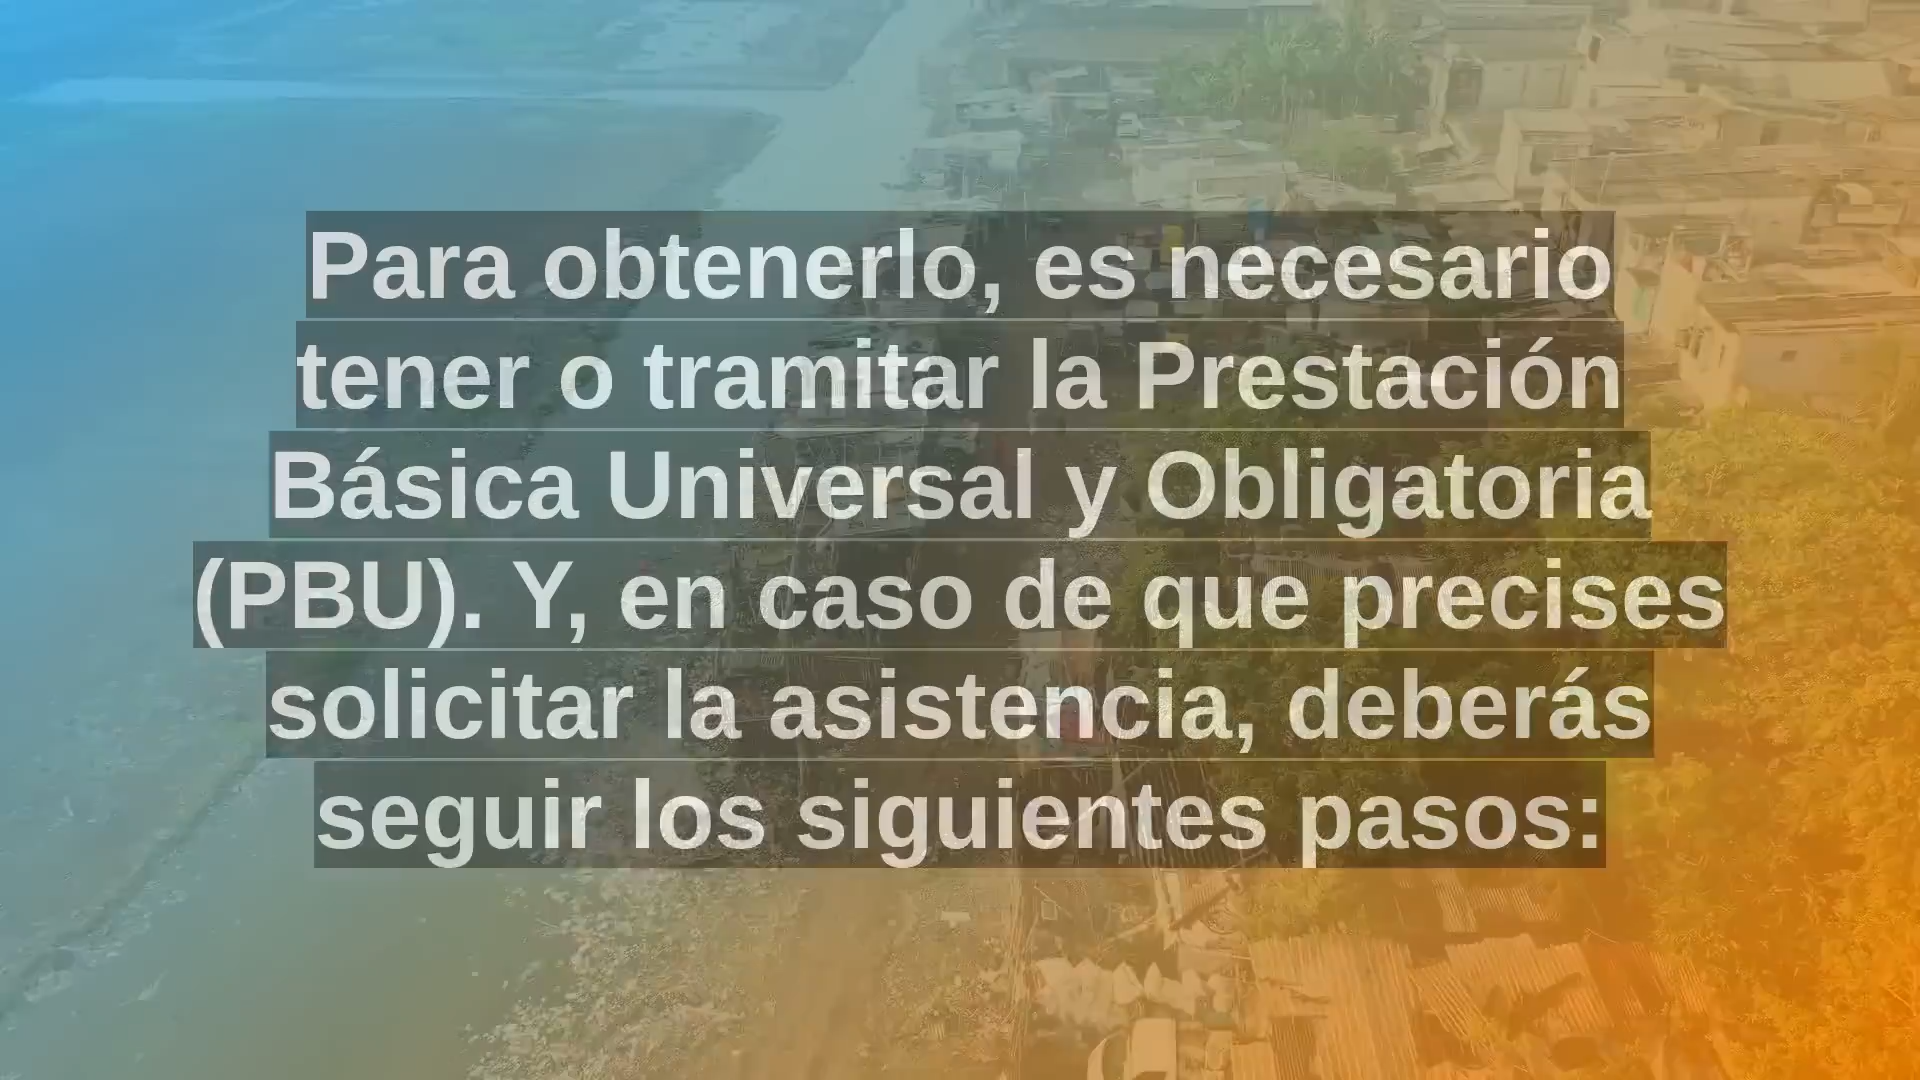 Para obtenerlo, es necesario
tener o tramitar la Prestación
Básica Universal y Obligatoria
(PBU). Y, en caso de que precises
solicitar la asistencia, deberás
seguir los siguientes pasos: